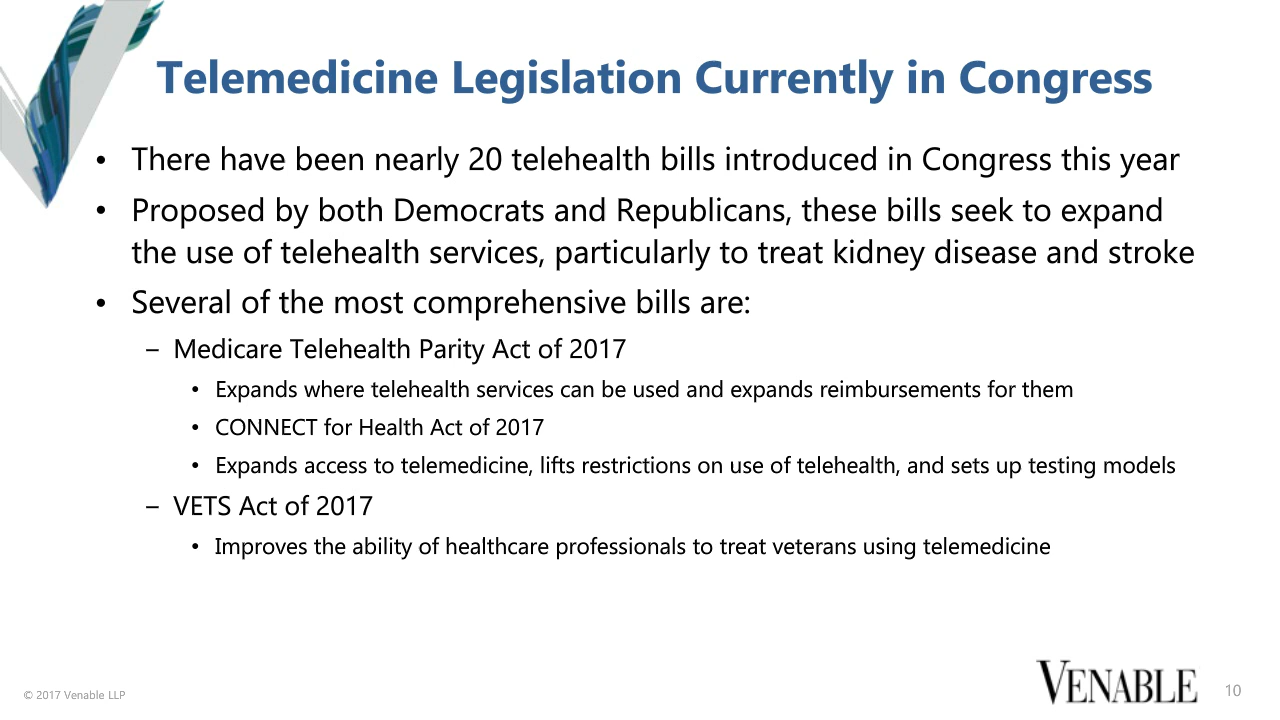 Telemedicine Legislation Currently in Congress
• There have been nearly 20 telehealth bills introduced in Congress this year
• Proposed by both Democrats and Republicans, these bills seek to expand
the use of telehealth services, particularly to treat kidney disease and stroke
• Several of the most comprehensive bills are:
– Medicare Telehealth Parity Act of 2017
• Expands where telehealth services can be used and expands reimbursements for them
• CONNECT for Health Act of 2017
• Expands access to telemedicine, lifts restrictions on use of telehealth, and sets up testing models
– VETS Act of 2017
• Improves the ability of healthcare professionals to treat veterans using telemedicine
© 2017 Venable LLP
VENABLE
10